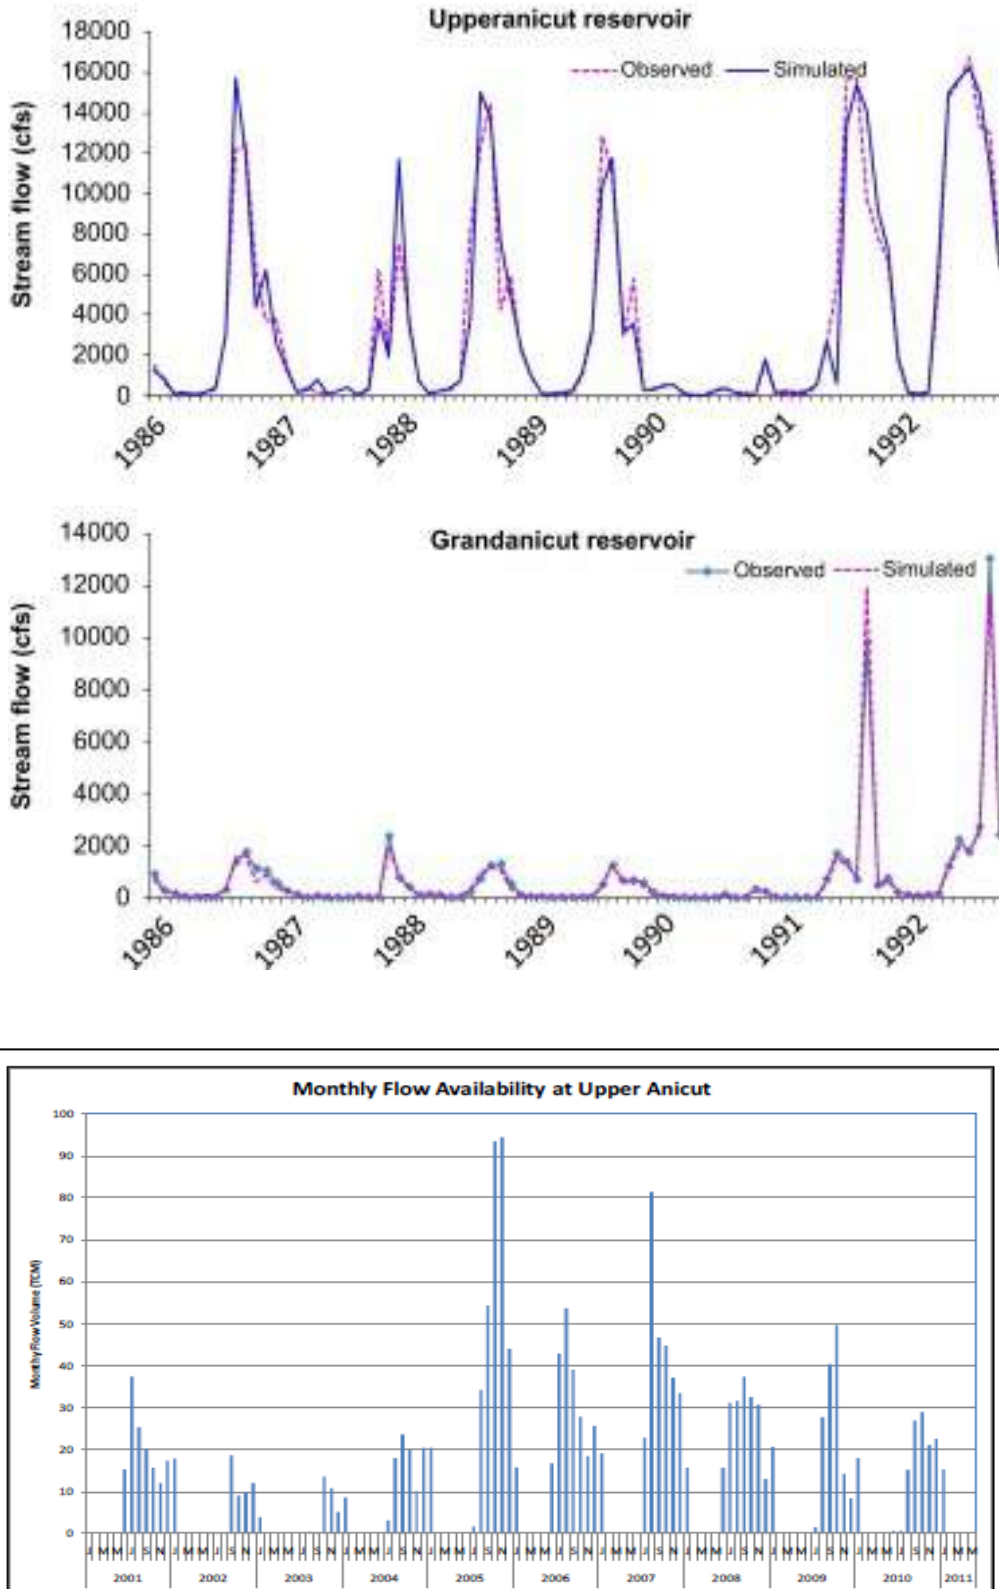 Upperanicut reservoir
18000
Observed Simulated
16000
14000
12000
10000
8000
6000
4000
2000
0
Stream flow (cfs)
1986 1987 1988 1989 1990 1991 1992
Grandanicut reservoir
14000
Observed Simulated
12000
10000
8000
6000
4000
2000
0
Stream flow (cfs)
1986 1987 1988 1989 1990 1991 1992
Monthly Flow Availability at Upper Anicut
100
90
80
70
60
50
40
30
20
10
0
Monthy Flow Volume (TCM)
J M M J S N J M M J S N J M M J S N J M M J S N J M M J S N J M M J S N J M M J S N J M M J S N J M M J S N J M M J S N J M M
2001 2002 2003 2004 2005 2006 2007 2008 2009 2010 2011